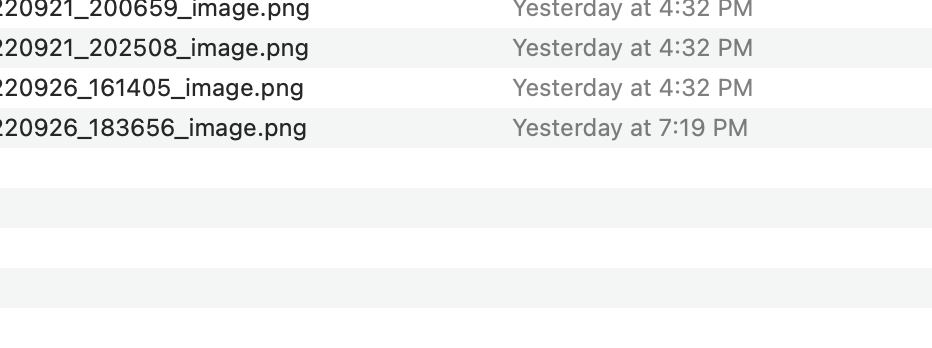 220921_200659_image.png Yesterday at 4:32 PM
220921_202508_image.png Yesterday at 4:32 PM
220926_161405_image.png Yesterday at 4:32 PM
220926_183656_image.png Yesterday at 7:19 PM